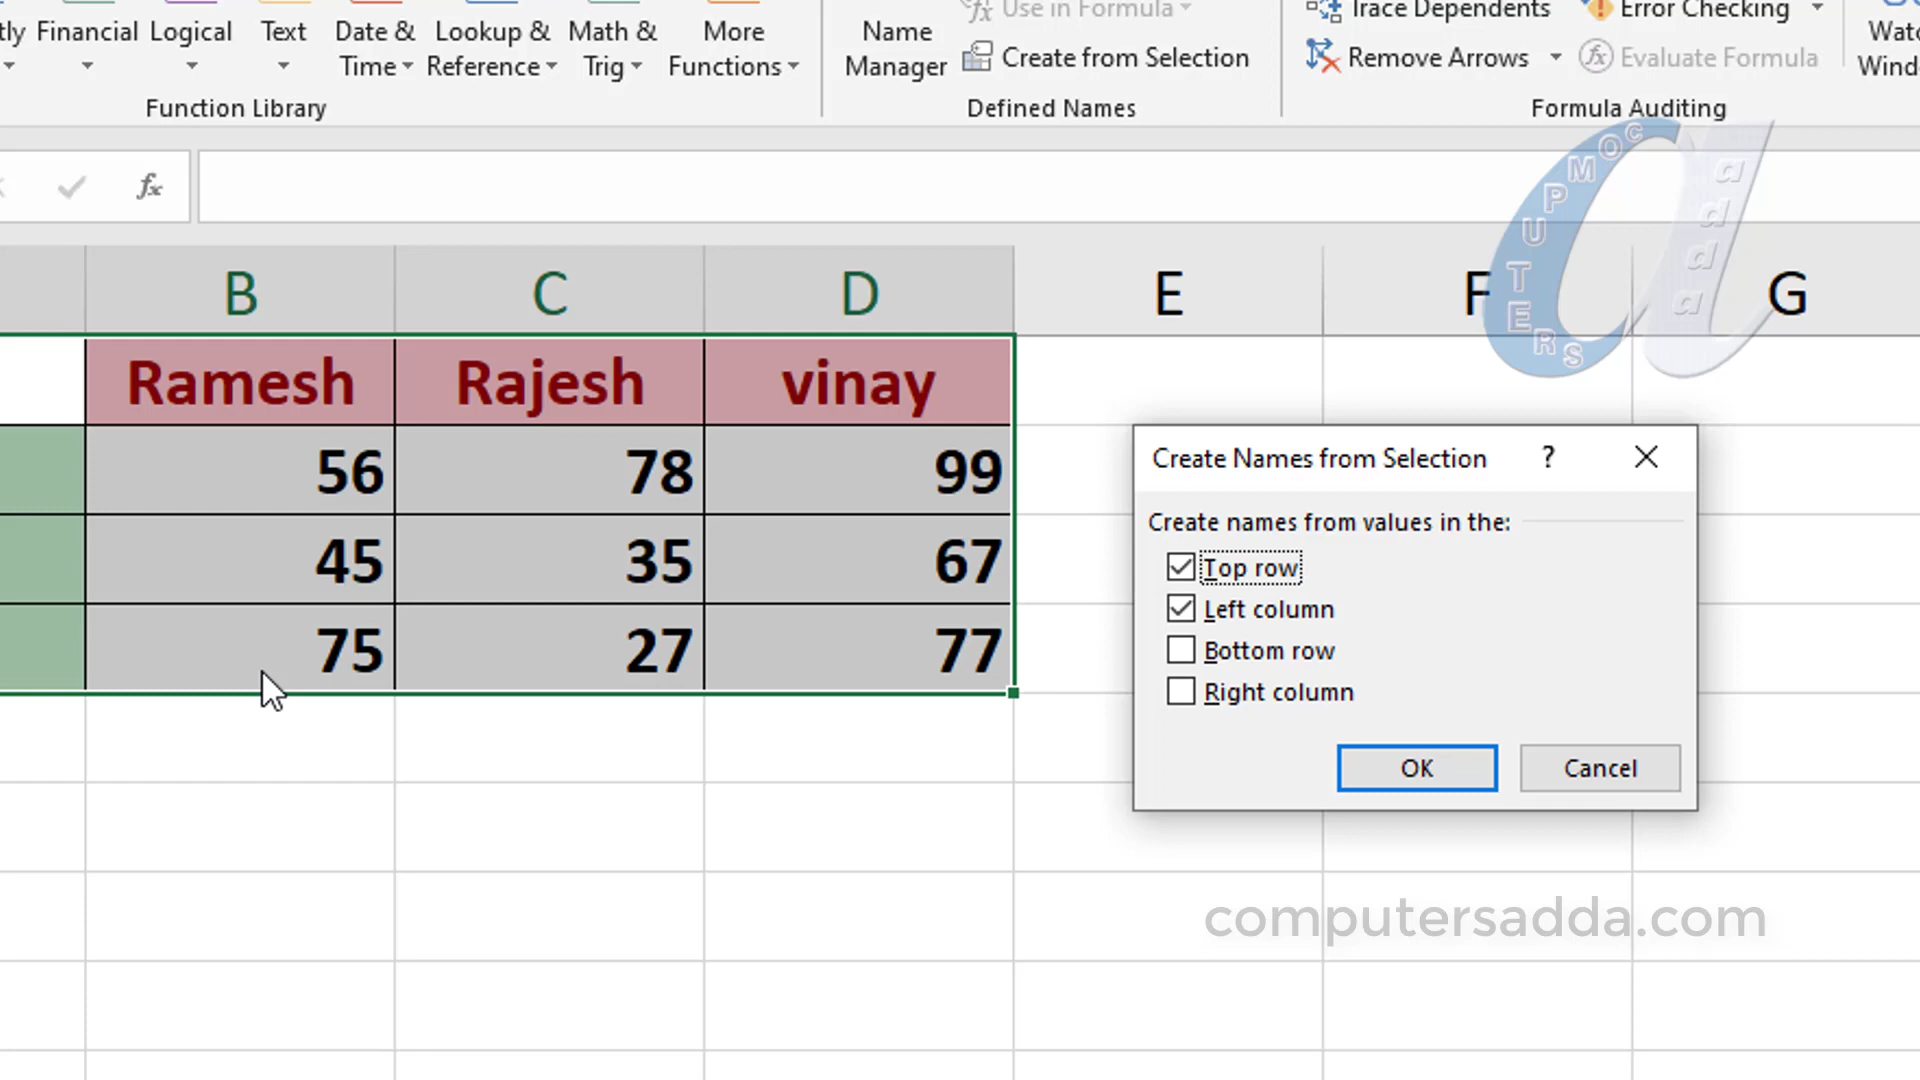 Financial Logical Text Date & Time Lookup & Reference Math & Trig More Functions
Function Library
Use in Formula
Name Manager
Create from Selection
Defined Names
Trace Dependents
Error Checking
Remove Arrows
Evaluate Formula
Formula Auditing
fx
B C D E F G
Ramesh Rajesh vinay
56 78 99
45 35 67
75 27 77
COMPUTERS
adda
Create Names from Selection ?
Create names from values in the:
Top row
Left column
Bottom row
Right column
OK Cancel
computersadda.com